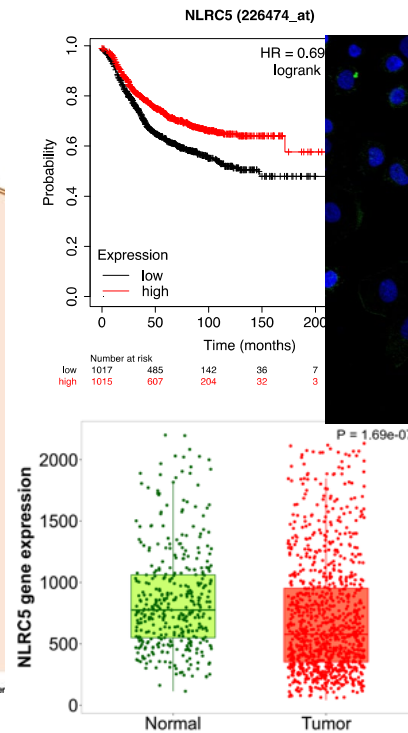 NLRC5 (226474_at)
HR = 0.69
logrank
Probability
1.0
0.8
0.6
0.4
0.2
0.0
Expression
low
high
0 50 100 150 200
Time (months)
Number at risk
low 1017 485 142 36 7
high 1015 607 204 32 3
P = 1.69e-07
NLRC5 gene expression
2000
1500
1000
500
0
Normal Tumor
er